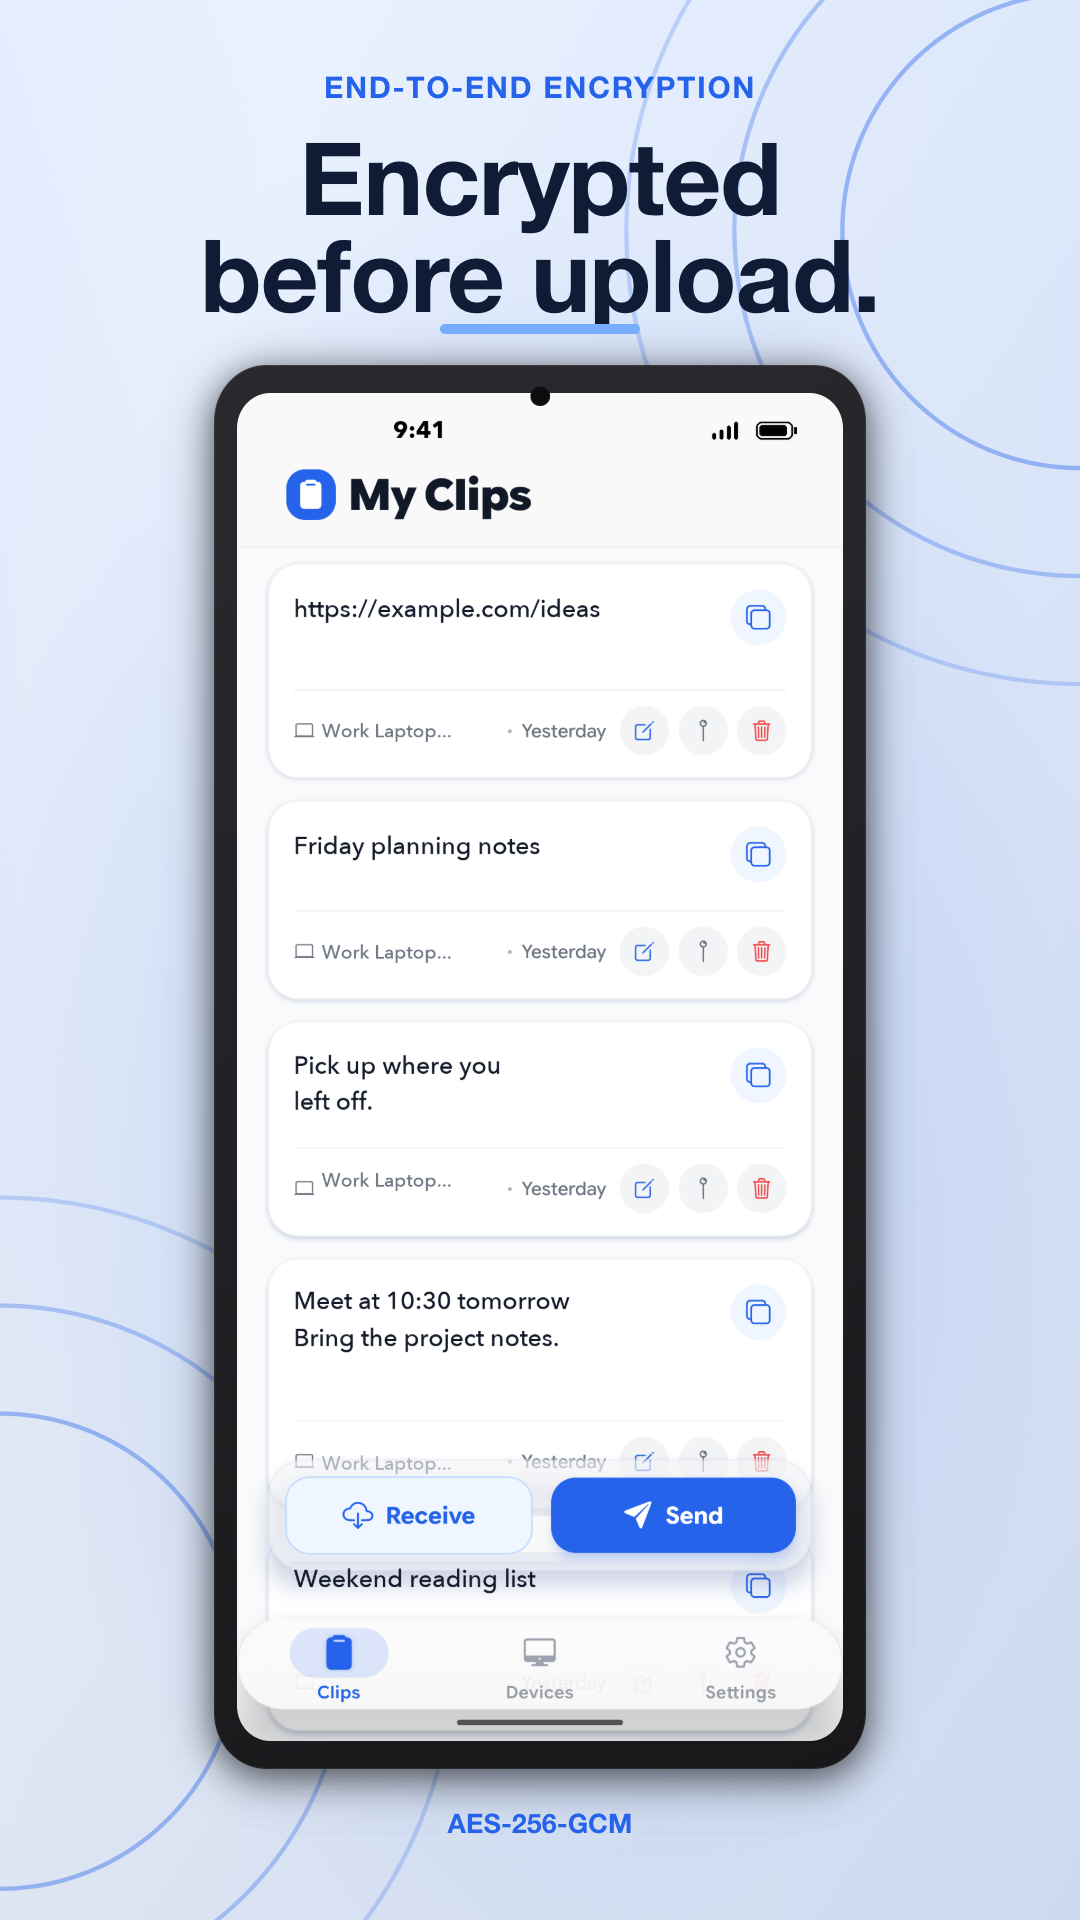 END-TO-END ENCRYPTION
Encrypted
before upload.
9:41
My Clips
https://example.com/ideas
Work Laptop... • Yesterday
Friday planning notes
Work Laptop... • Yesterday
Pick up where you
left off.
Work Laptop... • Yesterday
Meet at 10:30 tomorrow
Bring the project notes.
Work Laptop... • Yesterday
Receive Send
Weekend reading list
Yesterday
Clips Devices Settings
AES-256-GCM